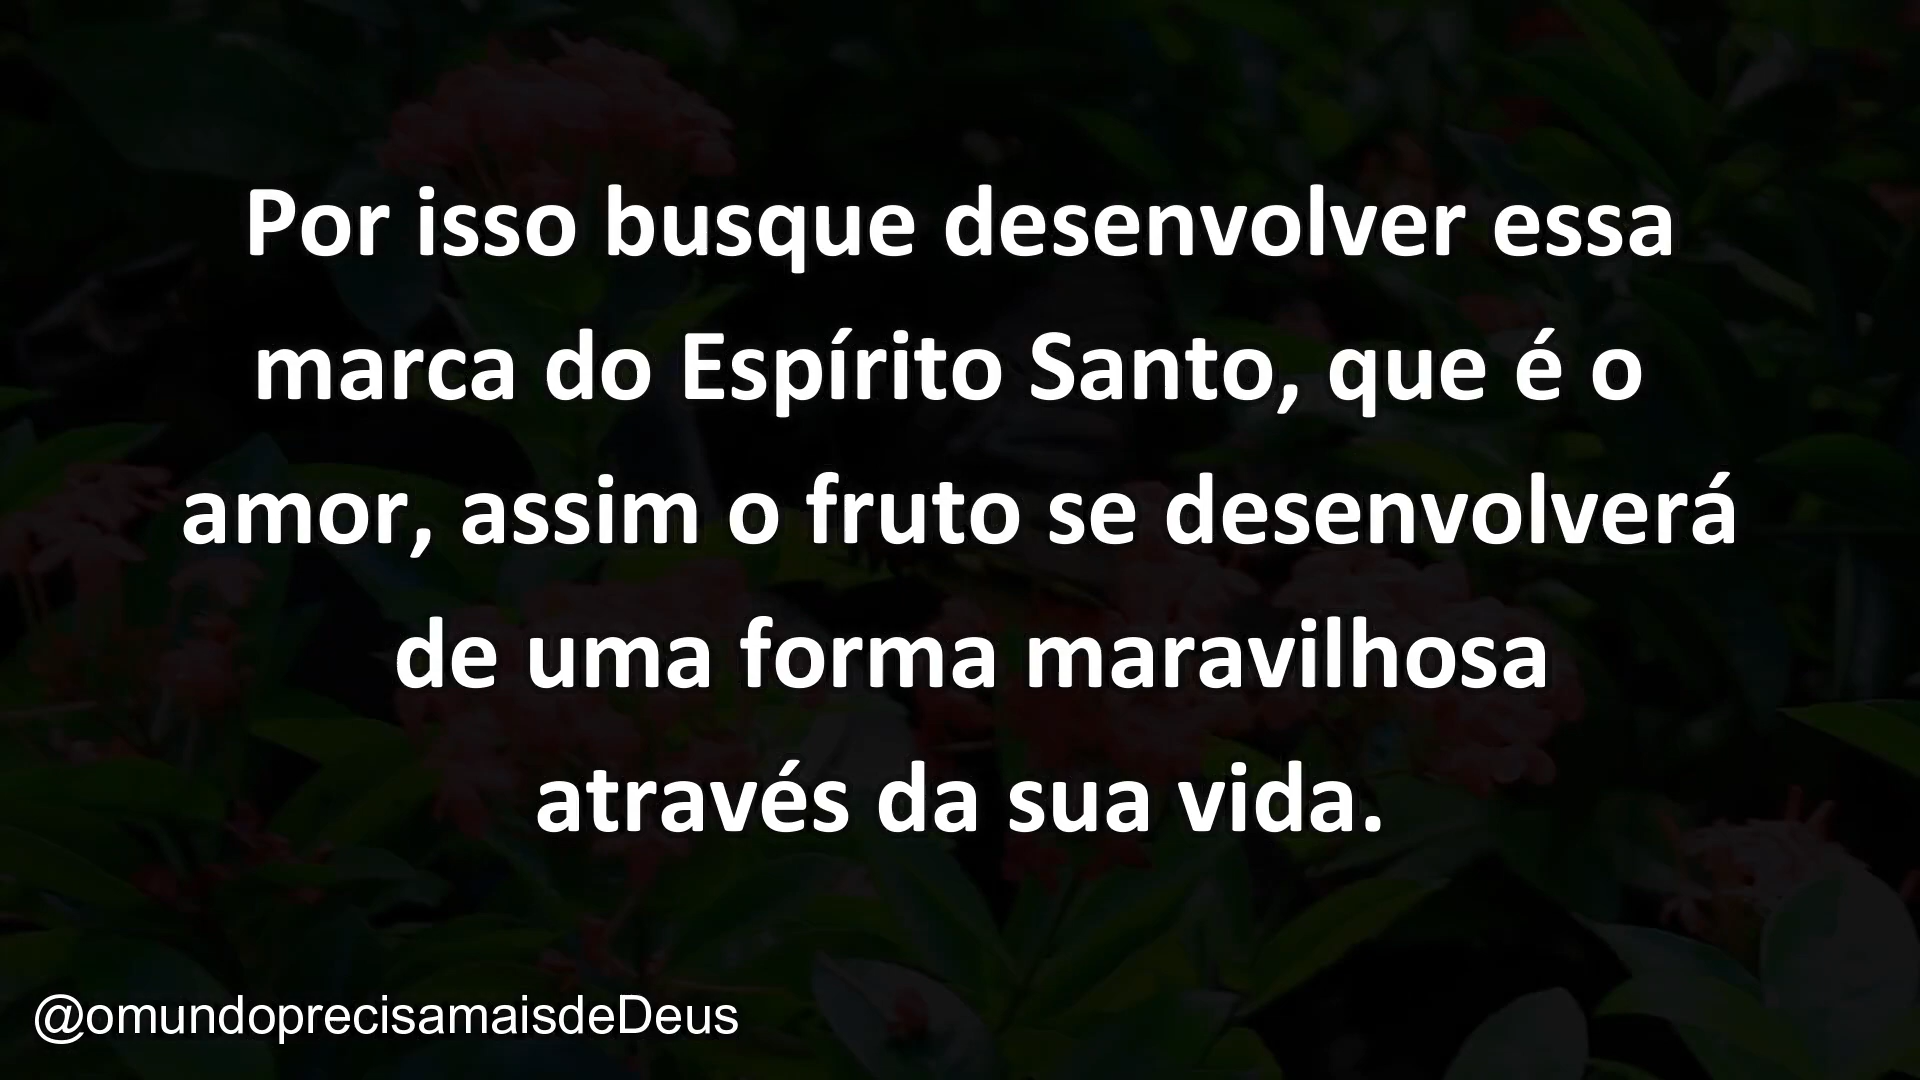 Por isso busque desenvolver essa
marca do Espírito Santo, que é o
amor, assim o fruto se desenvolverá
de uma forma maravilhosa
através da sua vida.
@omundoprecisamaisdeDeus